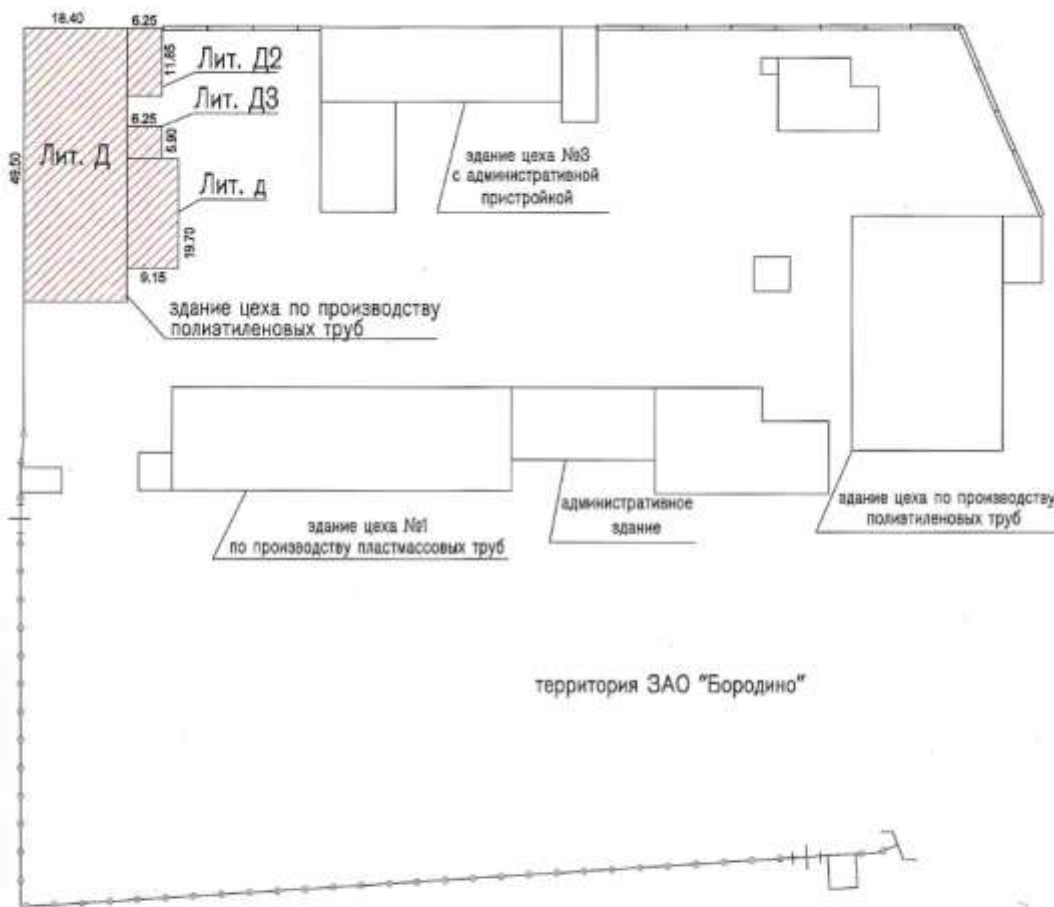 18.40
6.25
11.65
Лит. Д2
Лит. Д3
6.25
5.90
49.50
Лит. Д
Лит. д
19.70
9.15
здание цеха по производству
полиэтиленовых труб
здание цеха №3
с административной
пристройкой
здание цеха №1
по производству пластмассовых труб
административное
здание
здание цеха по производству
полиэтиленовых труб
территория ЗАО "Бородино"